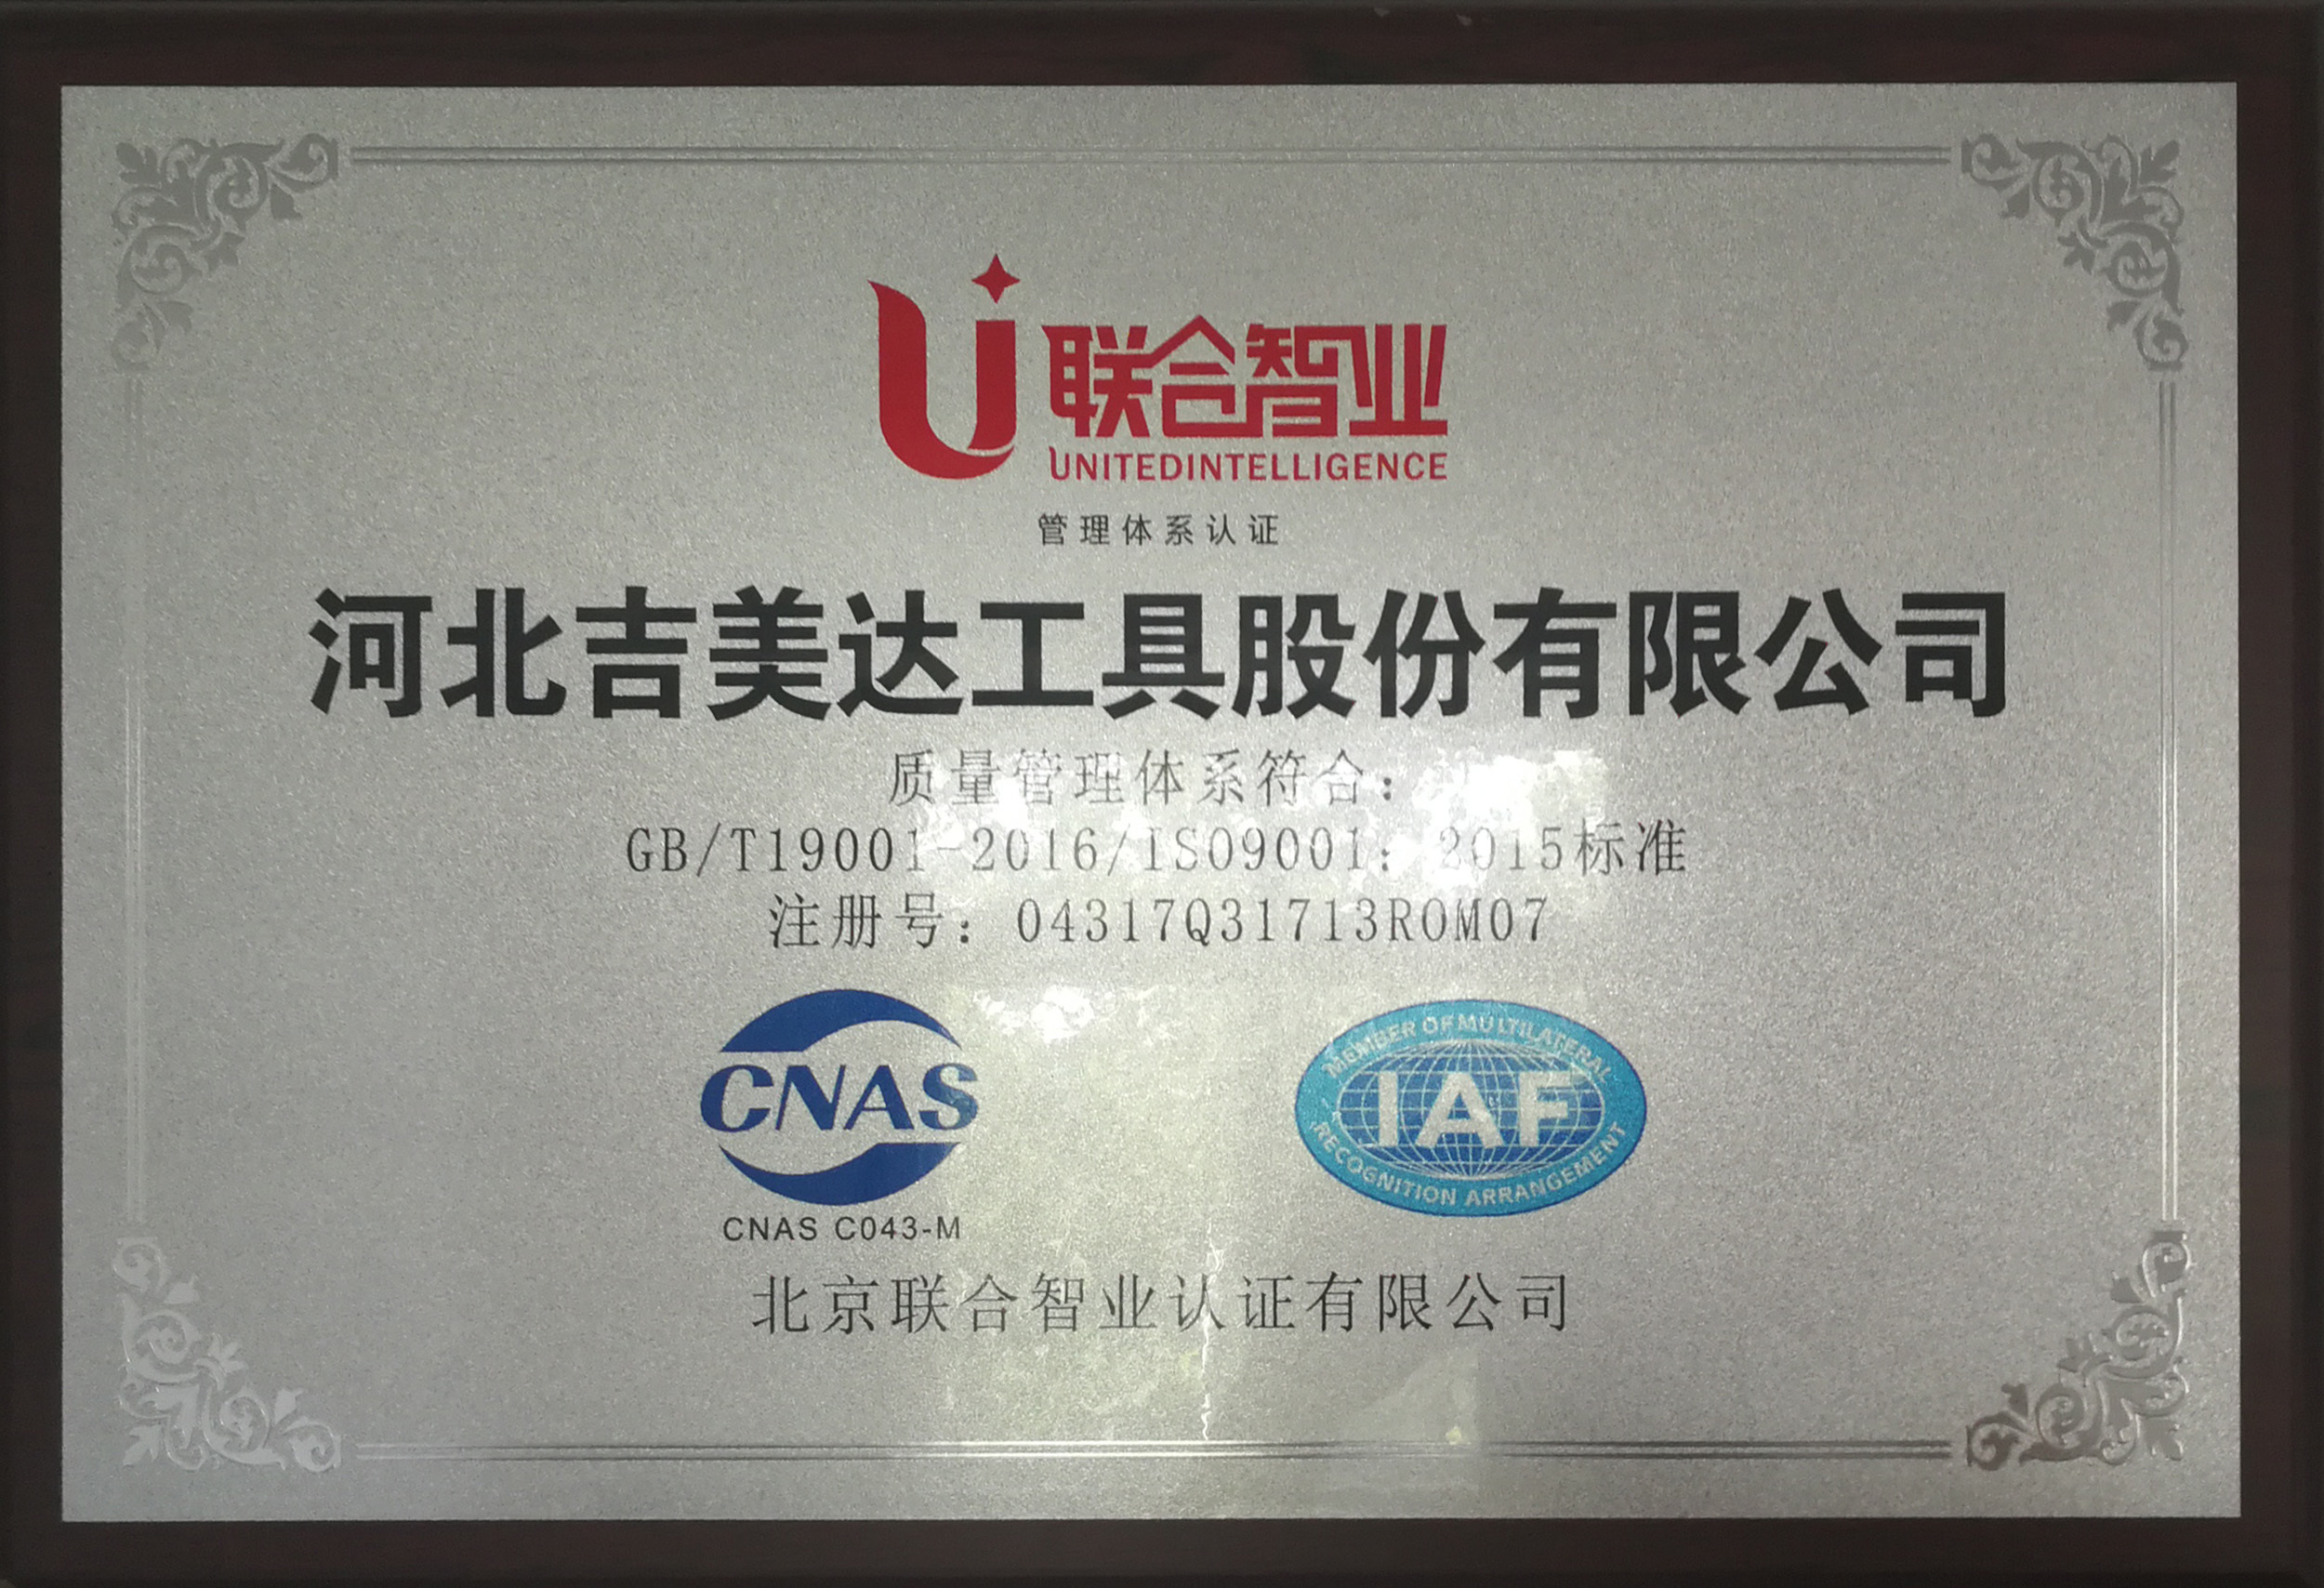 联合智业
UNITEDINTELLIGENCE
管理体系认证
河北吉美达工具股份有限公司
质量管理体系符合：
GB/T19001-2016/ISO9001：2015标准
注册号：04317Q31713R0M07
CNAS
CNAS C043-M
MEMBER OF MULTILATERAL
IAF
RECOGNITION ARRANGEMENT
北京联合智业认证有限公司